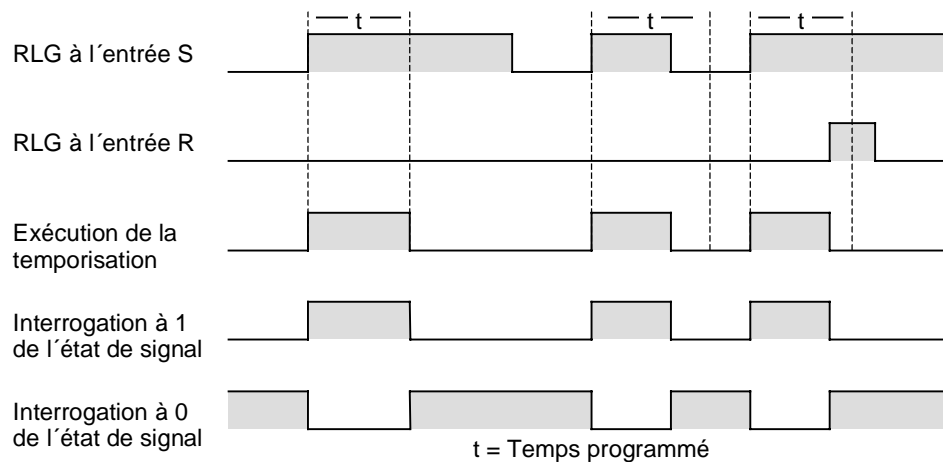 t t t
RLG à l´entrée S
RLG à l´entrée R
Exécution de la
temporisation
Interrogation à 1
de l´état de signal
Interrogation à 0
de l´état de signal
t = Temps programmé